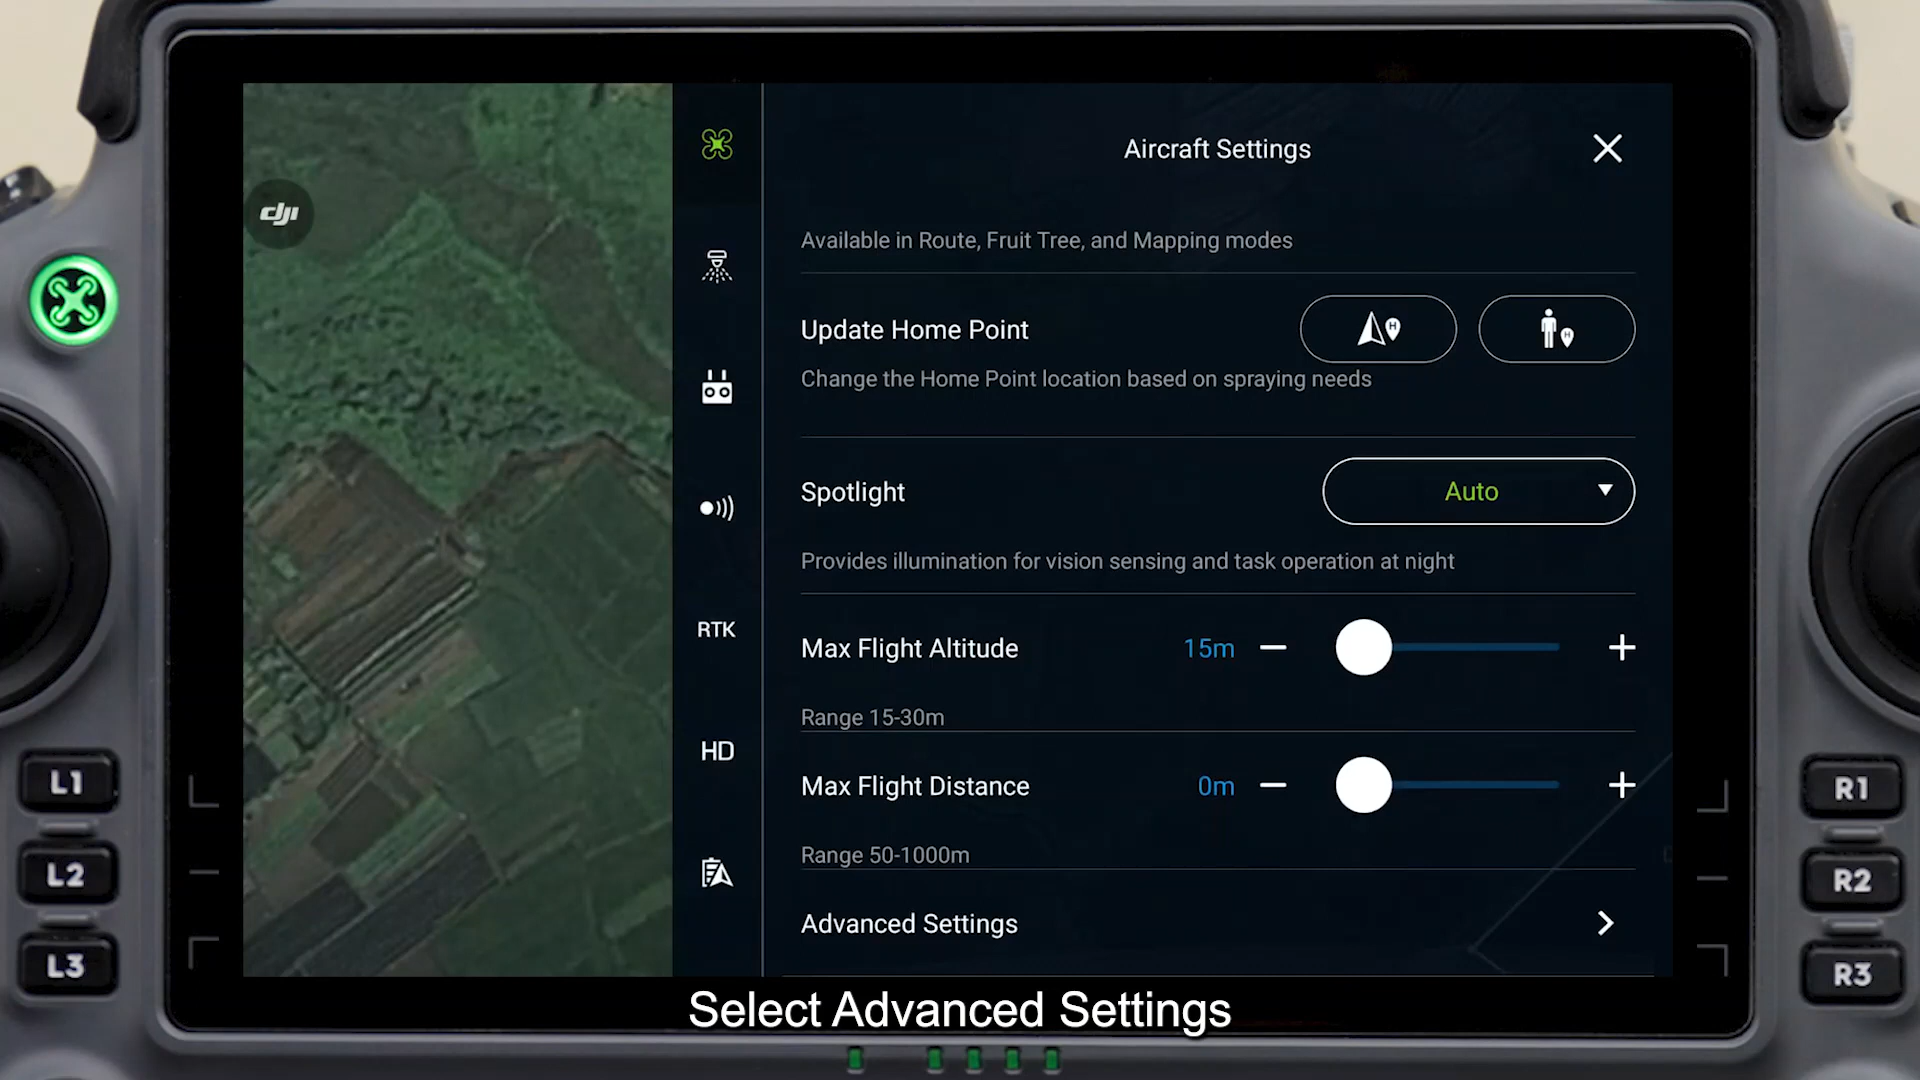 Aircraft Settings
dji
Available in Route, Fruit Tree, and Mapping modes
Update Home Point
H
H
Change the Home Point location based on spraying needs
Spotlight
Auto
Provides illumination for vision sensing and task operation at night
RTK
Max Flight Altitude
15m
Range 15-30m
HD
Max Flight Distance
0m
Range 50-1000m
Advanced Settings
L1
L2
L3
R1
R2
R3
Select Advanced Settings